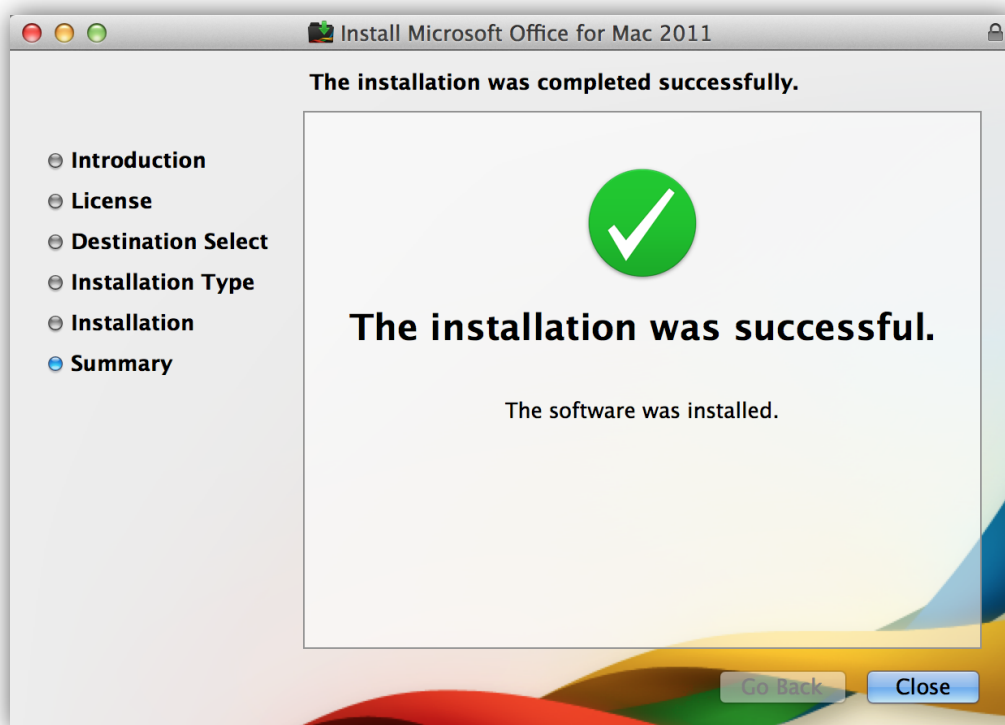 Install Microsoft Office for Mac 2011
The installation was completed successfully.
Introduction
License
Destination Select
Installation Type
Installation
Summary
The installation was successful.
The software was installed.
Go Back
Close